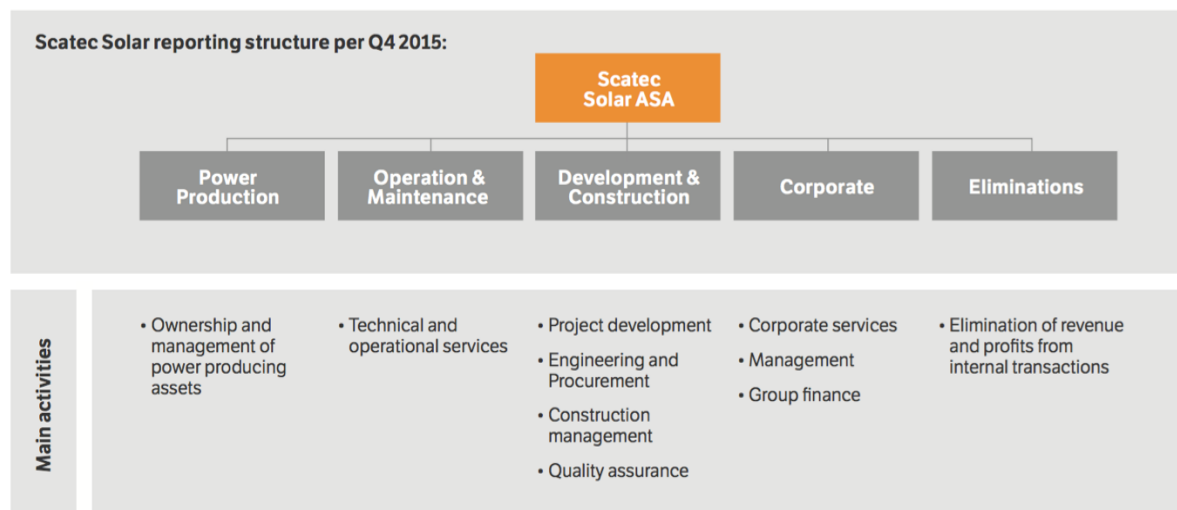 Scatec Solar reporting structure per Q4 2015:
Scatec
Solar ASA
Power
Production
Operation &
Maintenance
Development &
Construction
Corporate
Eliminations
Main activities
• Ownership and
management of
power producing
assets
• Technical and
operational services
• Project development
• Engineering and
Procurement
• Construction
management
• Quality assurance
• Corporate services
• Management
• Group finance
• Elimination of revenue
and profits from
internal transactions